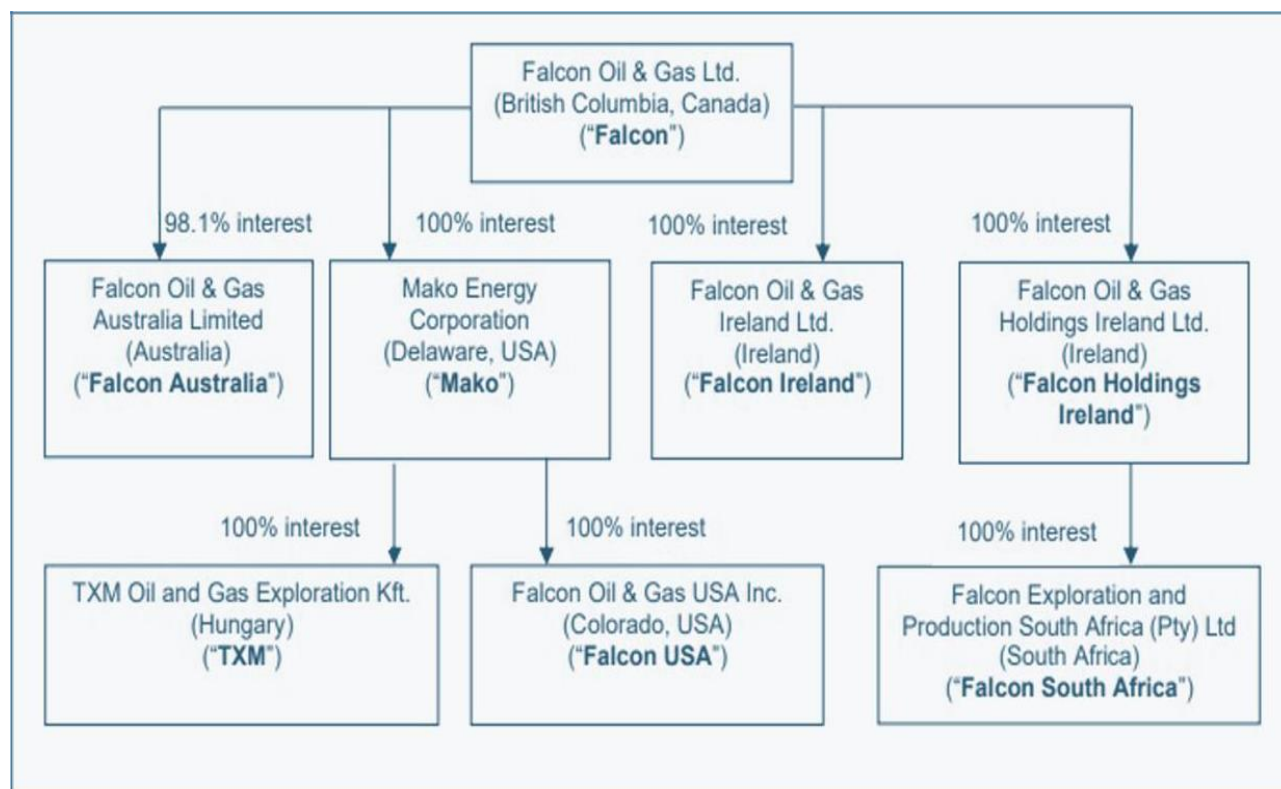 Falcon Oil & Gas Ltd.
(British Columbia, Canada)
("Falcon")
98.1% interest
100% interest
100% interest
100% interest
Falcon Oil & Gas
Australia Limited
(Australia)
("Falcon Australia")
Mako Energy
Corporation
(Delaware, USA)
("Mako")
Falcon Oil & Gas
Ireland Ltd.
(Ireland)
("Falcon Ireland")
Falcon Oil & Gas
Holdings Ireland Ltd.
(Ireland)
("Falcon Holdings
Ireland")
100% interest
100% interest
100% interest
TXM Oil and Gas Exploration Kft.
(Hungary)
("TXM")
Falcon Oil & Gas USA Inc.
(Colorado, USA)
("Falcon USA")
Falcon Exploration and
Production South Africa (Pty) Ltd
(South Africa)
("Falcon South Africa")